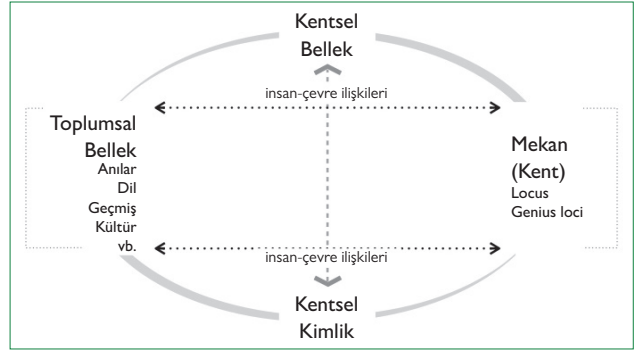 Kentsel
Bellek
insan-çevre ilişkileri
Toplumsal
Bellek
Anılar
Dil
Geçmiş
Kültür
vb.
Mekan
(Kent)
Locus
Genius loci
insan-çevre ilişkileri
Kentsel
Kimlik